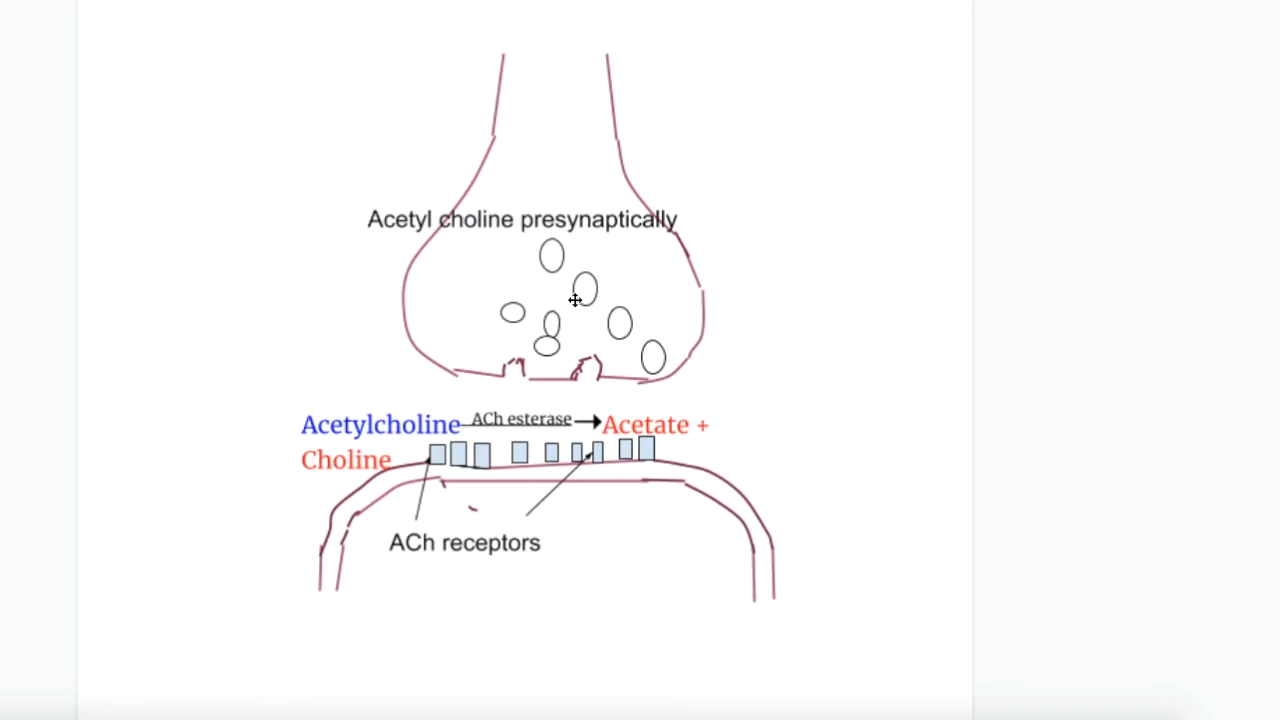 Acetyl choline presynaptically
Acetylcholine ACh esterase Acetate +
Choline
ACh receptors